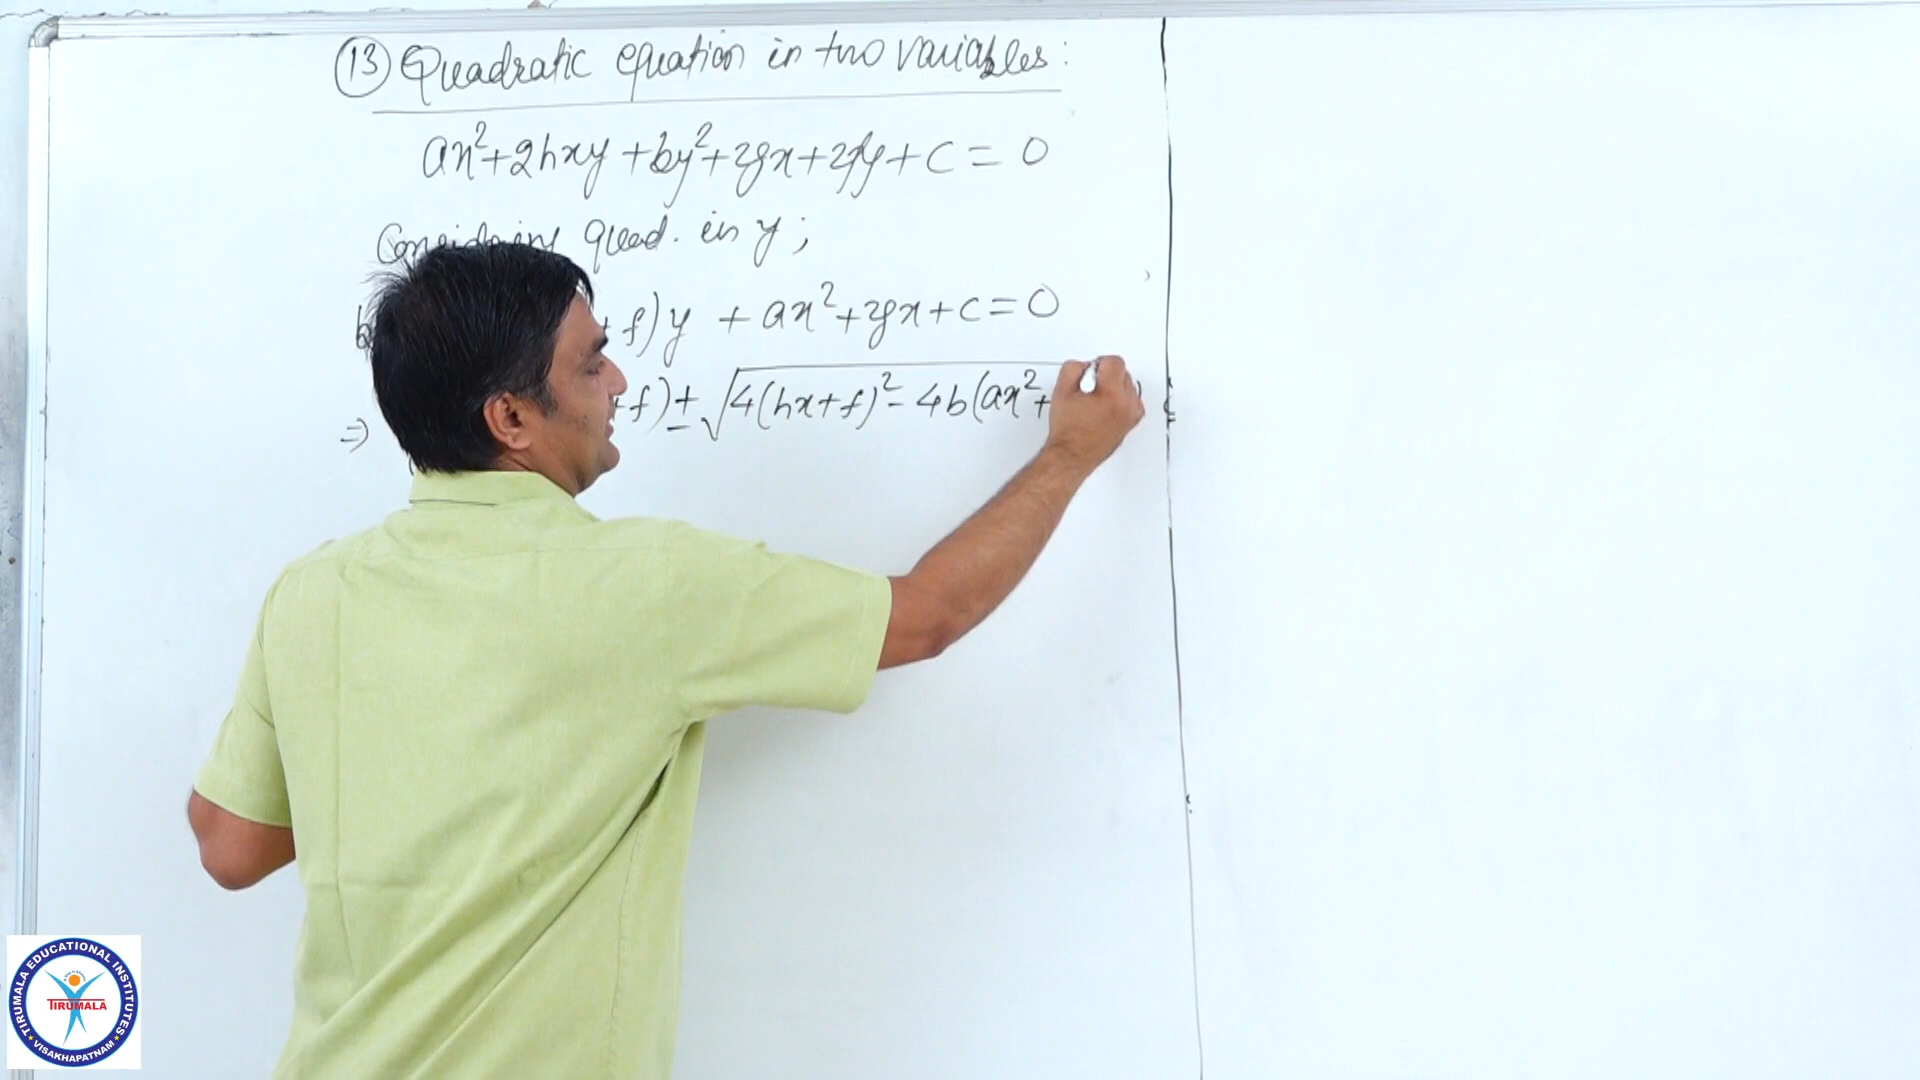 13 Quadratic equation in two variables:
ax²+2hxy+by²+2gx+2fy+c=0
Considering quad. in y;
b +f)y + ax²+2gx+c=0
=> +f)±√4(hx+f)²-4b(ax²+ )
TIRUMALA EDUCATIONAL INSTITUTES
TIRUMALA
VISAKHAPATNAM